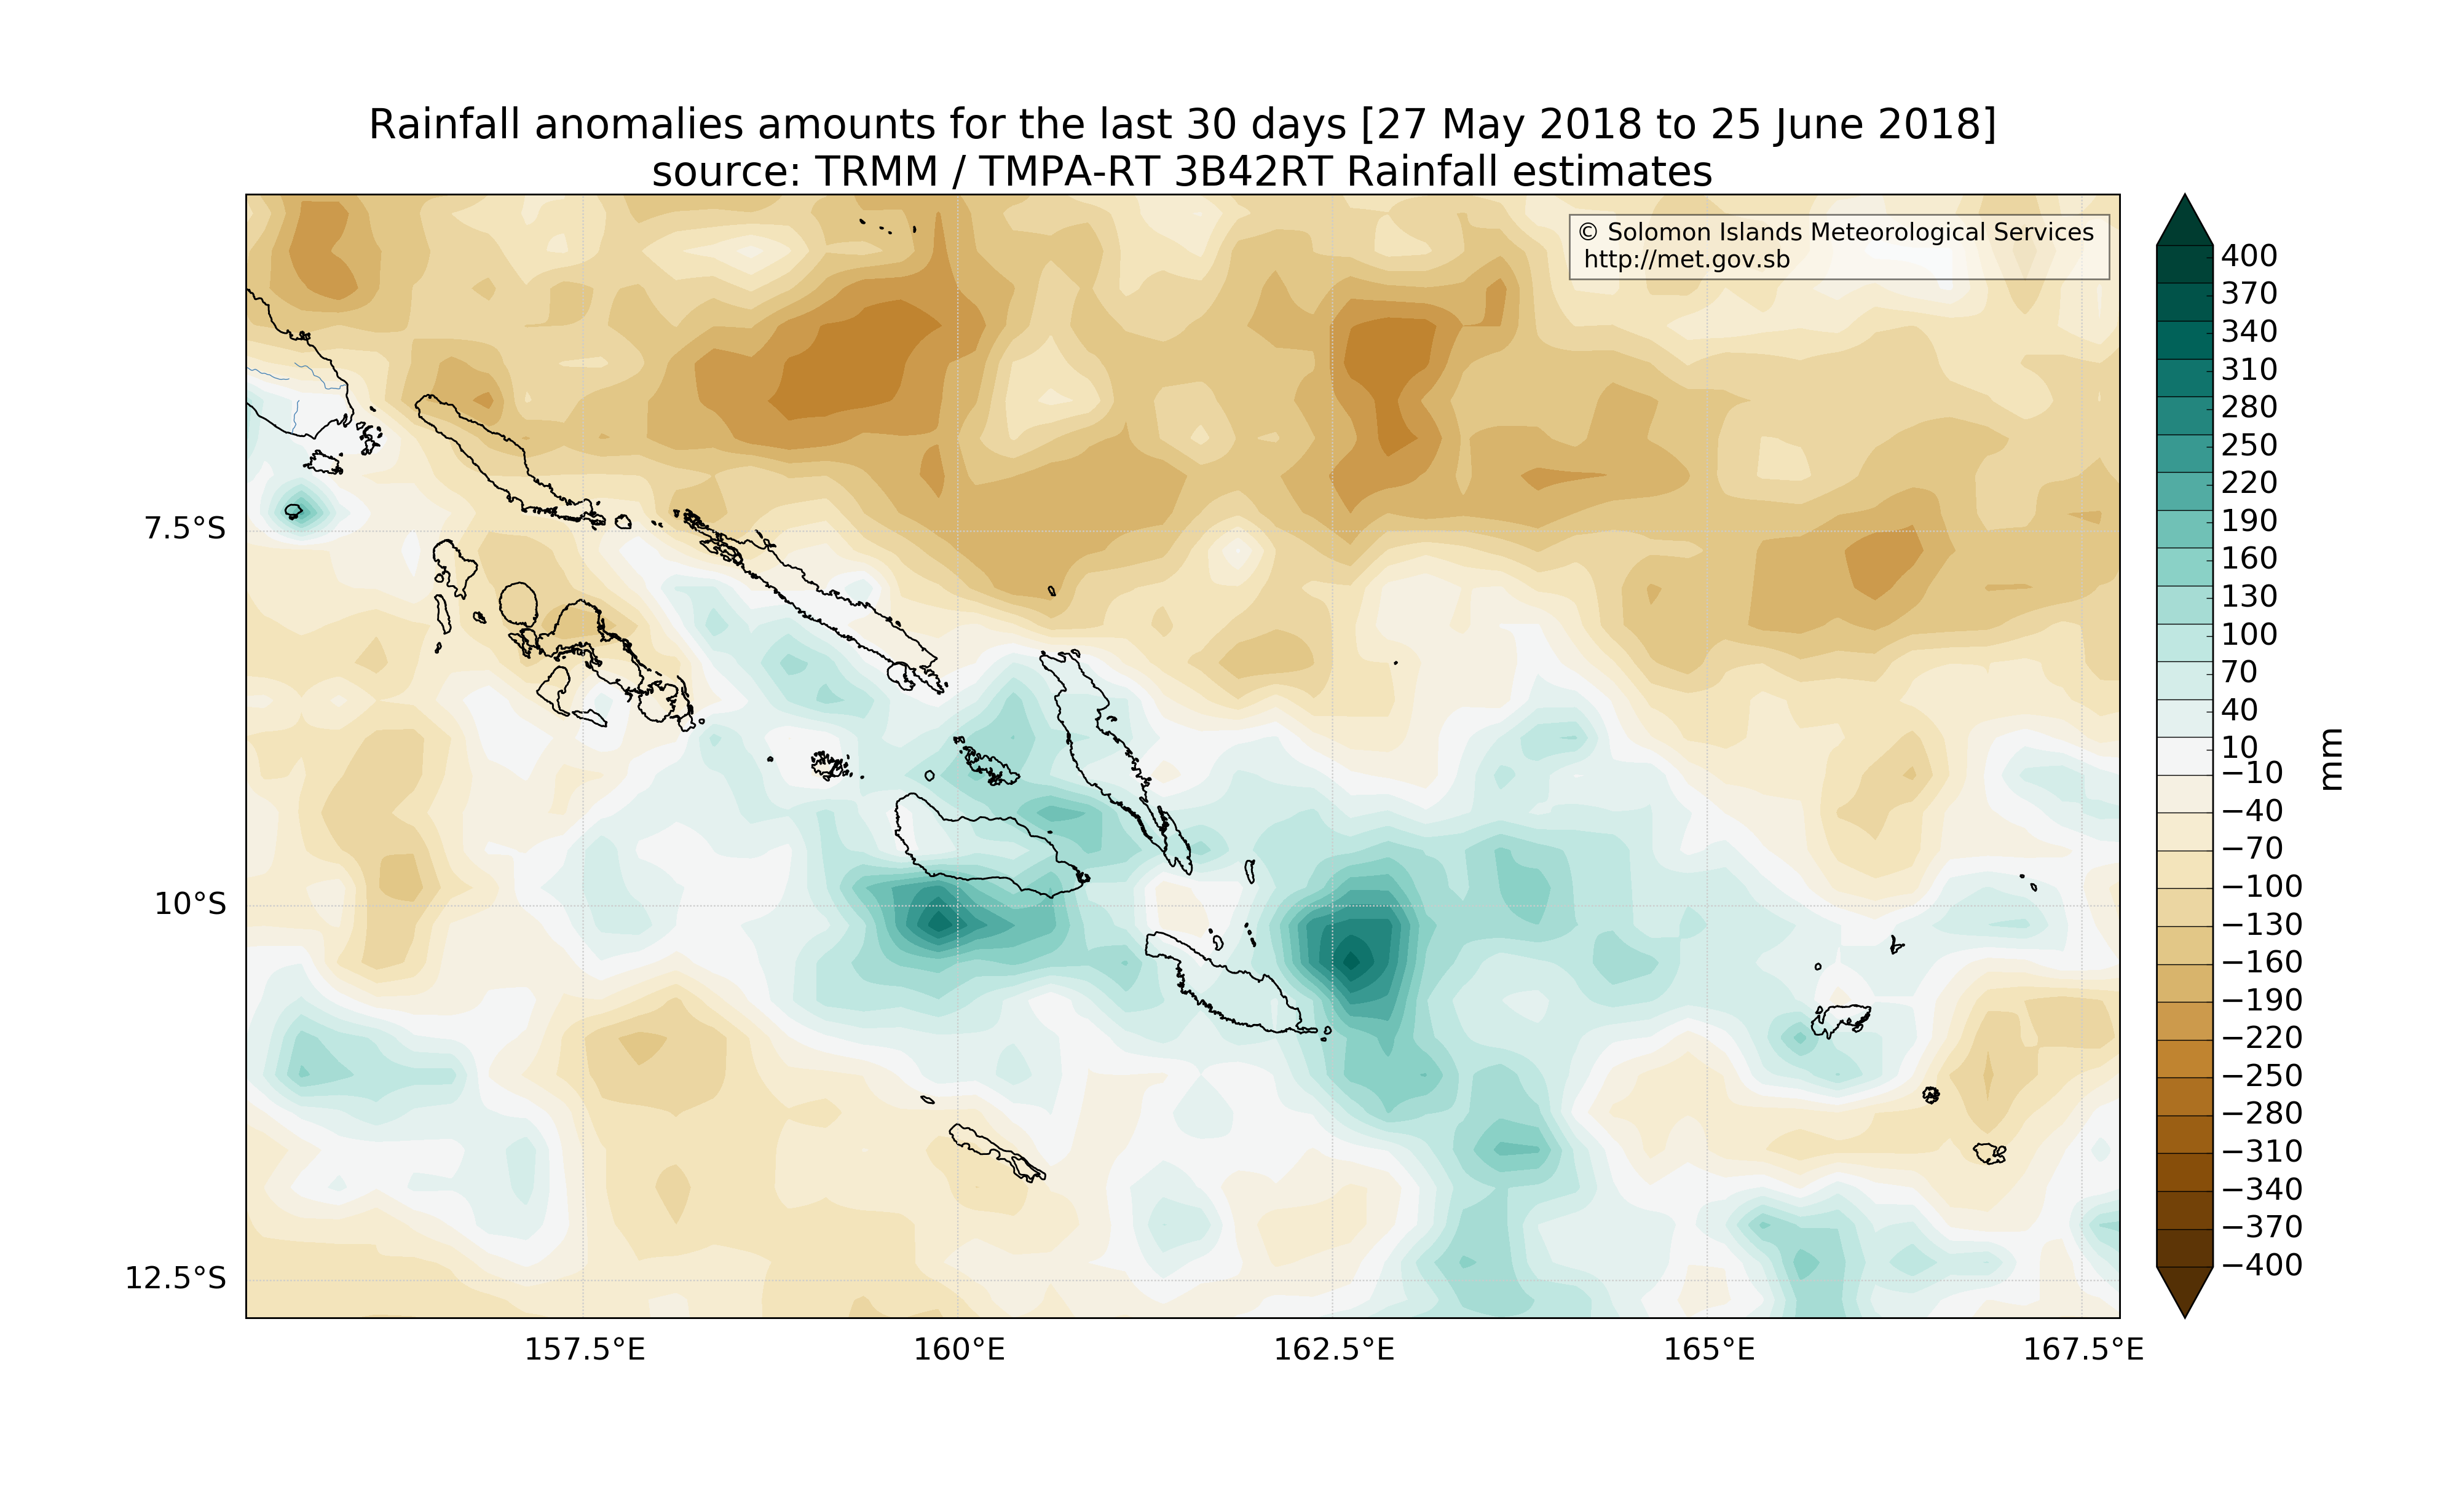 Rainfall anomalies amounts for the last 30 days [27 May 2018 to 25 June 2018]
source: TRMM / TMPA-RT 3B42RT Rainfall estimates
© Solomon Islands Meteorological Services
http://met.gov.sb
7.5°S
10°S
12.5°S
157.5°E
160°E
162.5°E
165°E
167.5°E
400
370
340
310
280
250
220
190
160
130
100
70
40
10
−10
−40
−70
−100
−130
−160
−190
−220
−250
−280
−310
−340
−370
−400
mm